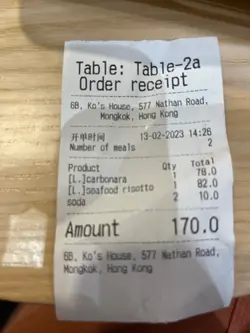 Table: Table-2a
Order receipt
6B, Ko's House, 577 Nathan Road,
Mongkok, Hong Kong
开单时间 13-02-2023 14:26
Number of meals 2
Product Qty Total
[L.]carbonara 1 78.0
[L.]seafood risotto 1 82.0
soda 2 10.0
Amount 170.0
6B, Ko's House, 577 Nathan Road,
Mongkok, Hong Kong